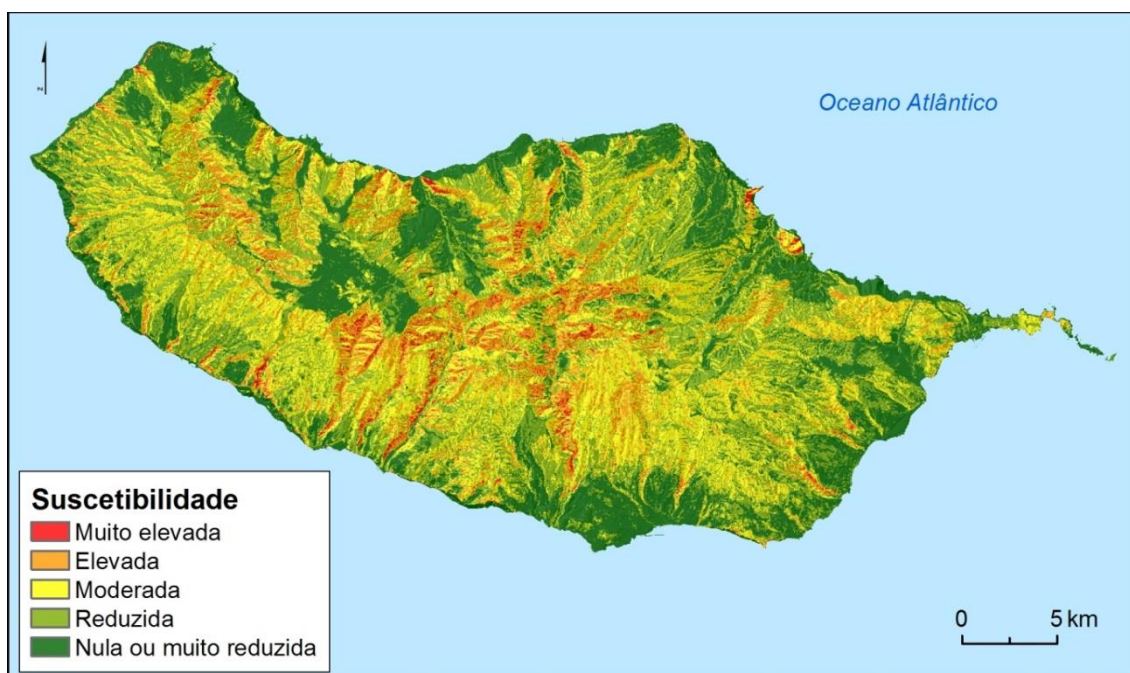 N
Oceano Atlântico
Suscetibilidade
Muito elevada
Elevada
Moderada
Reduzida
Nula ou muito reduzida
0 5 km